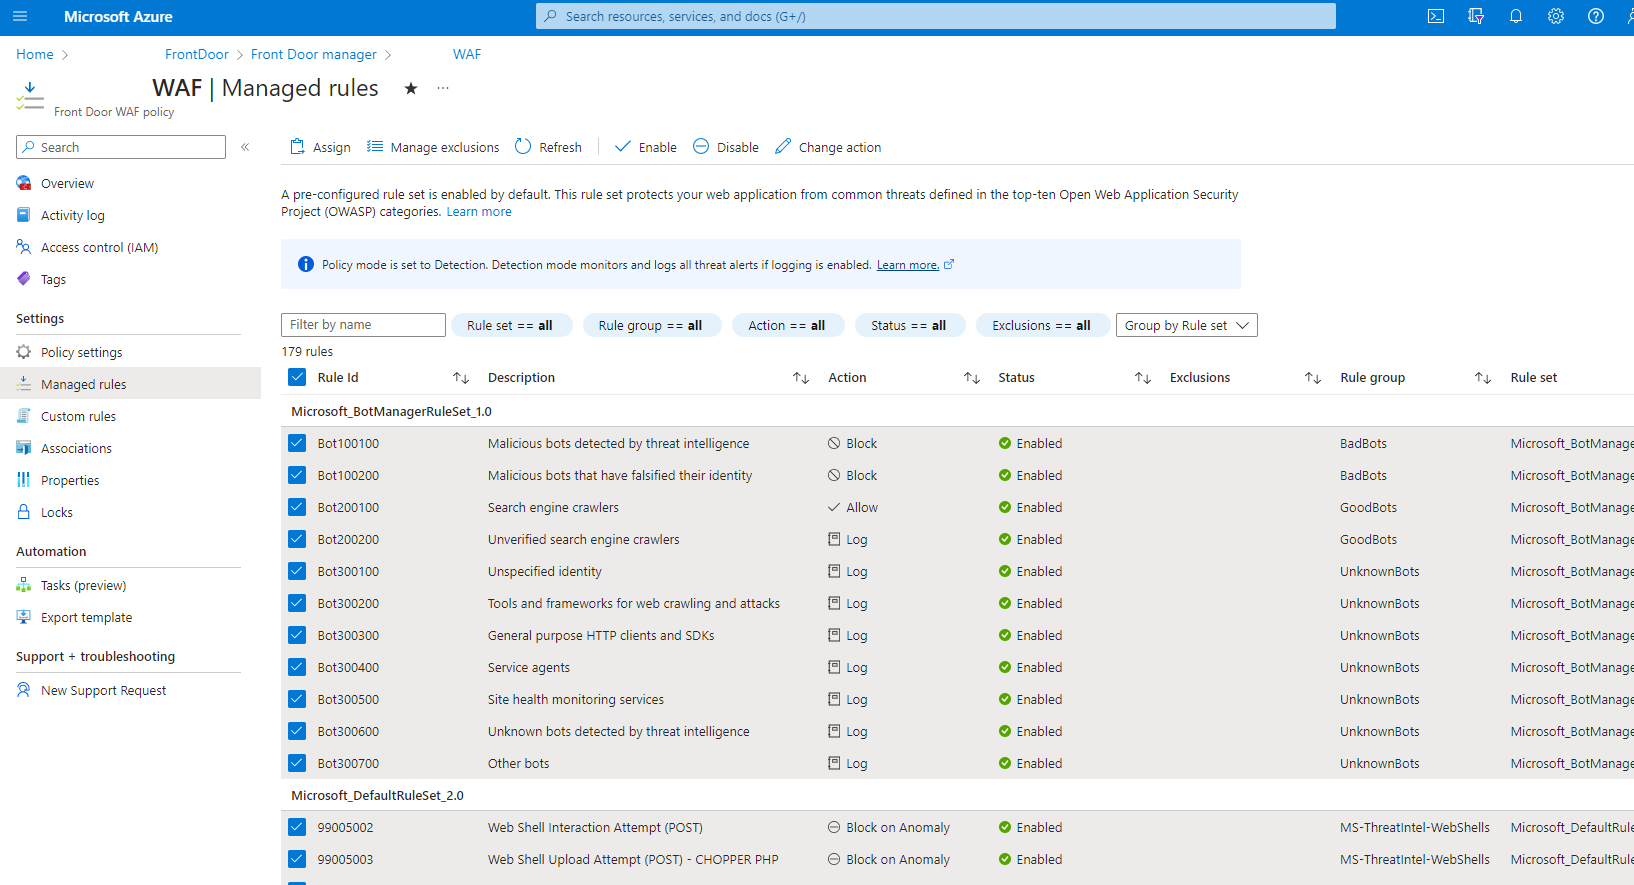 Microsoft Azure
Search resources, services, and docs (G+/)
Home
FrontDoor
Front Door manager
WAF
WAF | Managed rules
Front Door WAF policy
Search
Overview
Activity log
Access control (IAM)
Tags
Settings
Policy settings
Managed rules
Custom rules
Associations
Properties
Locks
Automation
Tasks (preview)
Export template
Support + troubleshooting
New Support Request
Assign Manage exclusions Refresh Enable Disable Change action
A pre-configured rule set is enabled by default. This rule set protects your web application from common threats defined in the top-ten Open Web Application Security
Project (OWASP) categories. Learn more
Policy mode is set to Detection. Detection mode monitors and logs all threat alerts if logging is enabled. Learn more.
Filter by name Rule set == all Rule group == all Action == all Status == all Exclusions == all Group by Rule set
179 rules
Rule Id Description Action Status Exclusions Rule group Rule set
Microsoft_BotManagerRuleSet_1.0
Bot100100 Malicious bots detected by threat intelligence Block Enabled BadBots Microsoft_BotManage
Bot100200 Malicious bots that have falsified their identity Block Enabled BadBots Microsoft_BotManage
Bot200100 Search engine crawlers Allow Enabled GoodBots Microsoft_BotManage
Bot200200 Unverified search engine crawlers Log Enabled GoodBots Microsoft_BotManage
Bot300100 Unspecified identity Log Enabled UnknownBots Microsoft_BotManage
Bot300200 Tools and frameworks for web crawling and attacks Log Enabled UnknownBots Microsoft_BotManage
Bot300300 General purpose HTTP clients and SDKs Log Enabled UnknownBots Microsoft_BotManage
Bot300400 Service agents Log Enabled UnknownBots Microsoft_BotManage
Bot300500 Site health monitoring services Log Enabled UnknownBots Microsoft_BotManage
Bot300600 Unknown bots detected by threat intelligence Log Enabled UnknownBots Microsoft_BotManage
Bot300700 Other bots Log Enabled UnknownBots Microsoft_BotManage
Microsoft_DefaultRuleSet_2.0
99005002 Web Shell Interaction Attempt (POST) Block on Anomaly Enabled MS-ThreatIntel-WebShells Microsoft_DefaultRule
99005003 Web Shell Upload Attempt (POST) - CHOPPER PHP Block on Anomaly Enabled MS-ThreatIntel-WebShells Microsoft_DefaultRule